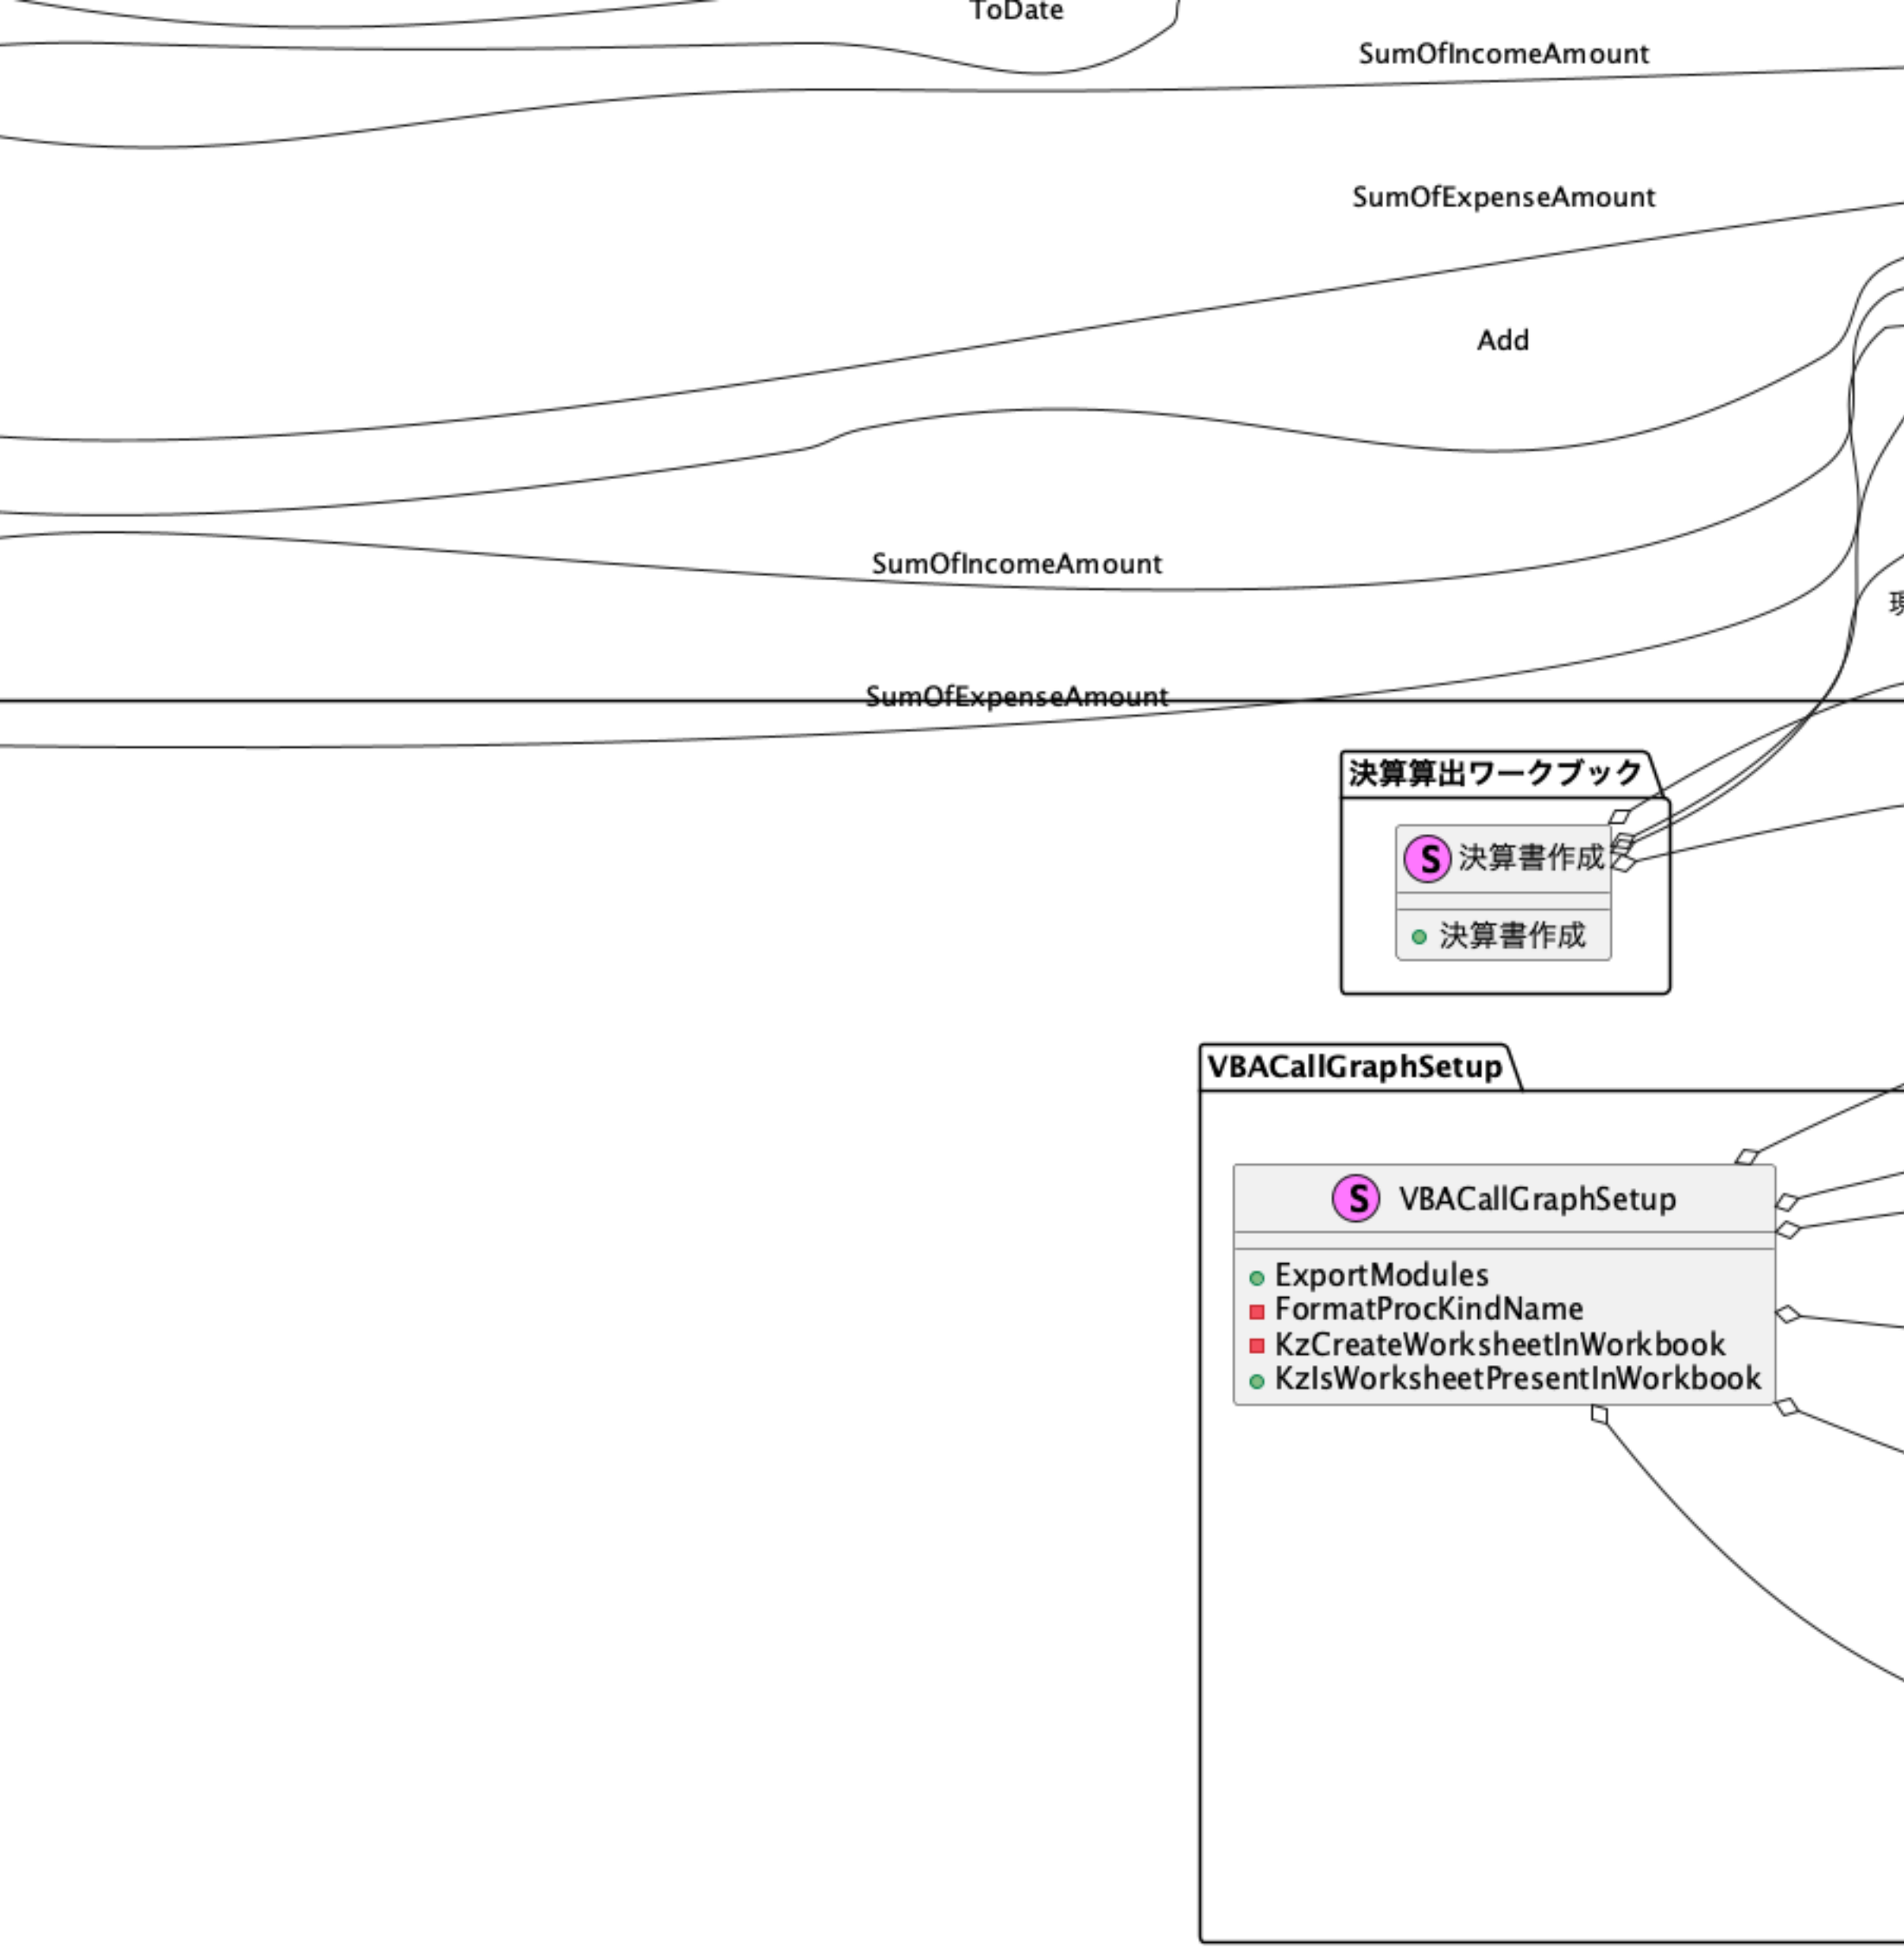 ToDate
SumOfIncomeAmount
SumOfExpenseAmount
Add
SumOfIncomeAmount
SumOfExpenseAmount
決算算出ワークブック
S 決算書作成
決算書作成
VBACallGraphSetup
S VBACallGraphSetup
ExportModules
FormatProcKindName
KzCreateWorksheetInWorkbook
KzIsWorksheetPresentInWorkbook